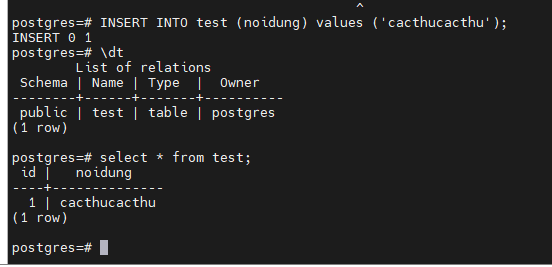 ^
postgres=# INSERT INTO test (noidung) values ('cacthucacthu');
INSERT 0 1
postgres=# \dt
        List of relations
 Schema | Name | Type  |  Owner
--------+------+-------+----------
 public | test | table | postgres
(1 row)

postgres=# select * from test;
 id |   noidung
----+--------------
  1 | cacthucacthu
(1 row)

postgres=#